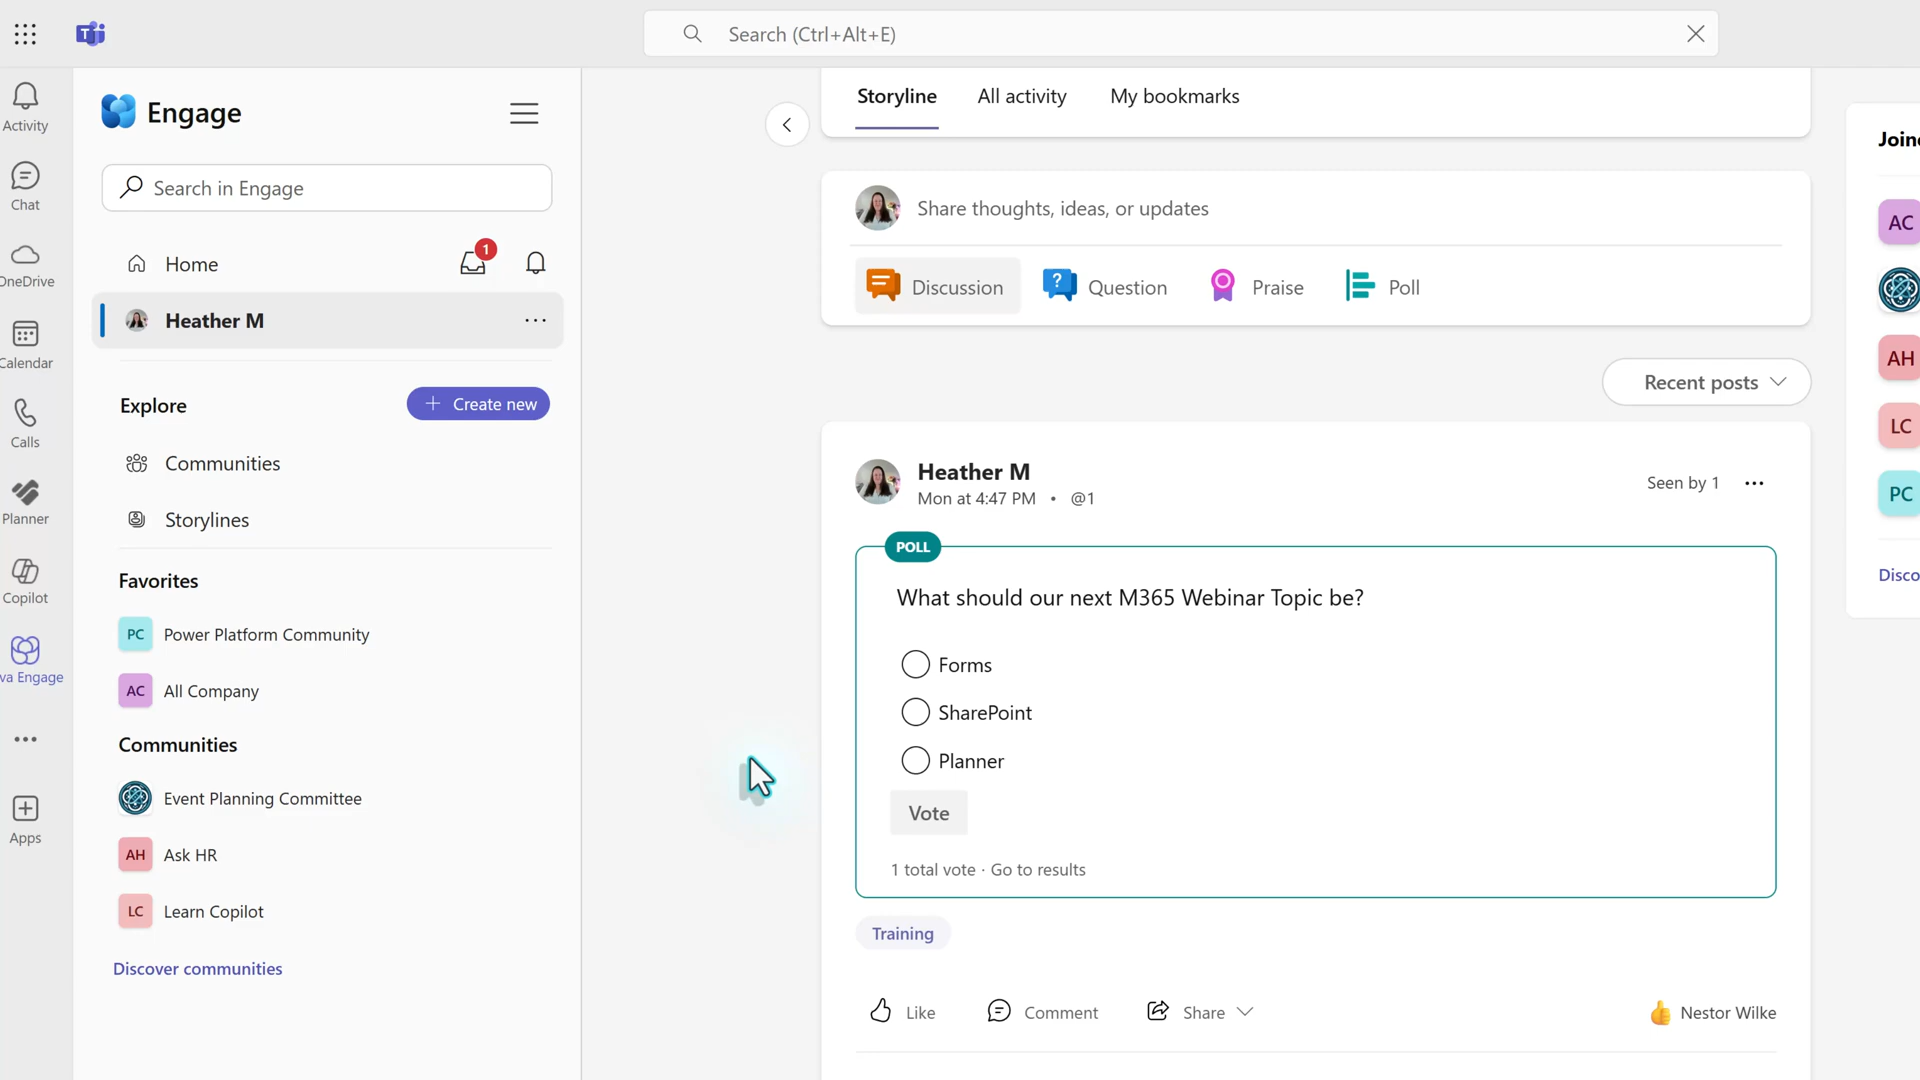 Search (Ctrl+Alt+E)
Activity
Chat
OneDrive
Calendar
Calls
Planner
Copilot
va Engage
Apps
Engage
Search in Engage
Home
1
Heather M
Explore
Create new
Communities
Storylines
Favorites
PC Power Platform Community
AC All Company
Communities
Event Planning Committee
AH Ask HR
LC Learn Copilot
Discover communities
Storyline All activity My bookmarks
Share thoughts, ideas, or updates
Discussion Question Praise Poll
Recent posts
Heather M
Mon at 4:47 PM • @1
Seen by 1
POLL
What should our next M365 Webinar Topic be?
Forms
SharePoint
Planner
Vote
1 total vote · Go to results
Training
Like Comment Share
Nestor Wilke
Joine
AC
AH
LC
PC
Disco